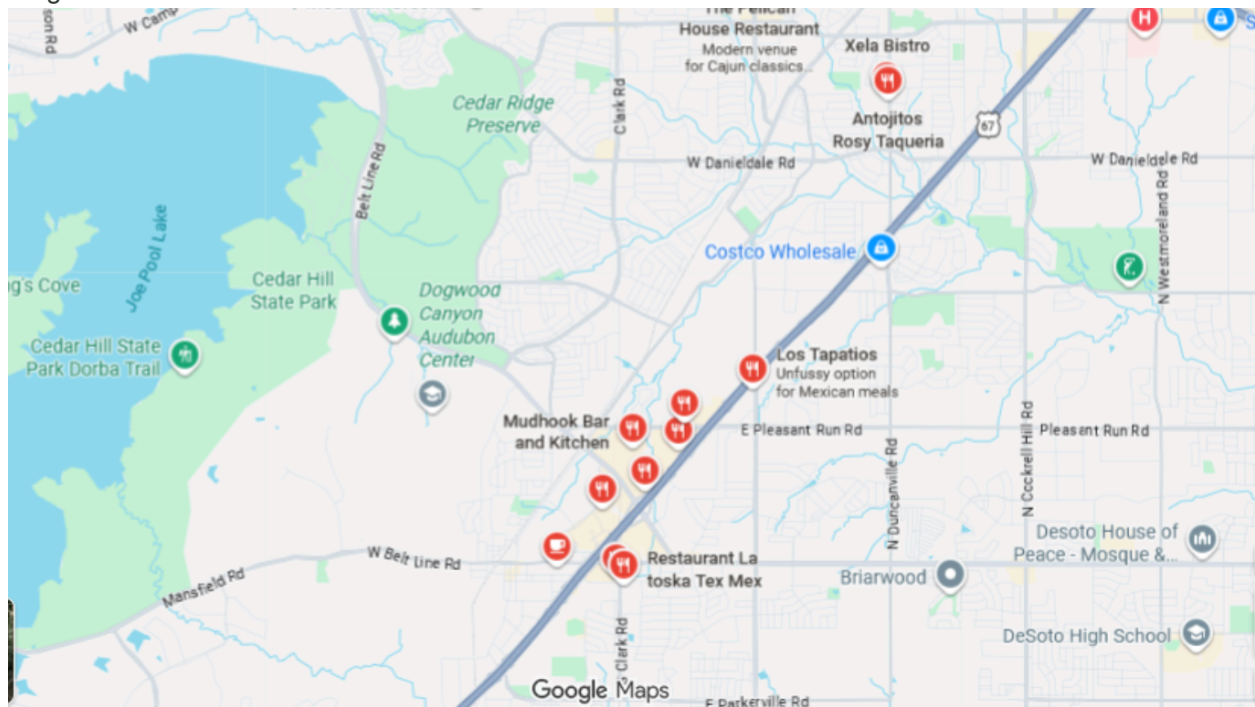 W Camp
son Rd
The Pelican
House Restaurant
Modern venue
for Cajun classics...
Xela Bistro
H
S
Cedar Ridge
Preserve
Clark Rd
67
Antojitos
Rosy Taqueria
W Danieldale Rd
W Danieldale Rd
Belt Line Rd
N Westmoreland Rd
Joe Pool Lake
g's Cove
Costco Wholesale
Cedar Hill
State Park
Dogwood
Canyon
Audubon
Center
Cedar Hill State
Park Dorba Trail
Los Tapatios
Unfussy option
for Mexican meals
Mudhook Bar
and Kitchen
E Pleasant Run Rd
Pleasant Run Rd
N Duncanville Rd
N Cockrell Hill Rd
Desoto House of
Peace - Mosque &...
W Belt Line Rd
Mansfield Rd
Restaurant La
toska Tex Mex
Briarwood
DeSoto High School
S Clark Rd
Google Maps
E Parkerville Rd